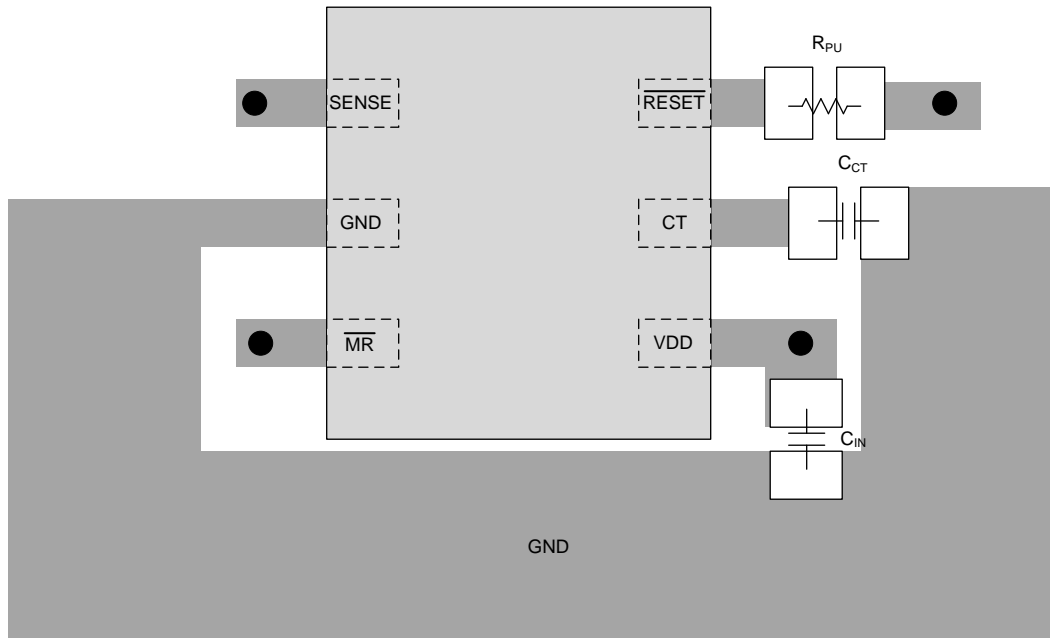 R_PU
SENSE
RESET
C_CT
GND
CT
MR
VDD
C_IN
GND